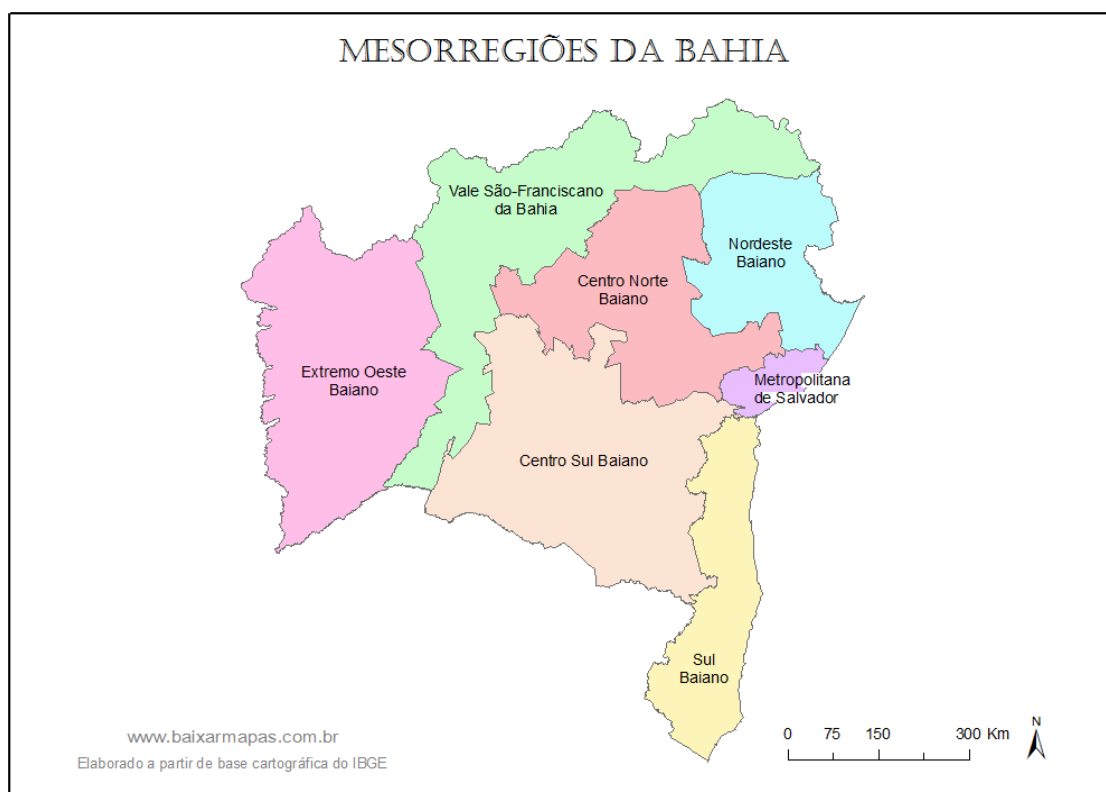 MESORREGIÕES DA BAHIA
Vale São-Franciscano
da Bahia
Nordeste
Baiano
Centro Norte
Baiano
Extremo Oeste
Baiano
Metropolitana
de Salvador
Centro Sul Baiano
Sul
Baiano
www.baixarmapas.com.br
Elaborado a partir de base cartográfica do IBGE
0 75 150 300 Km
N